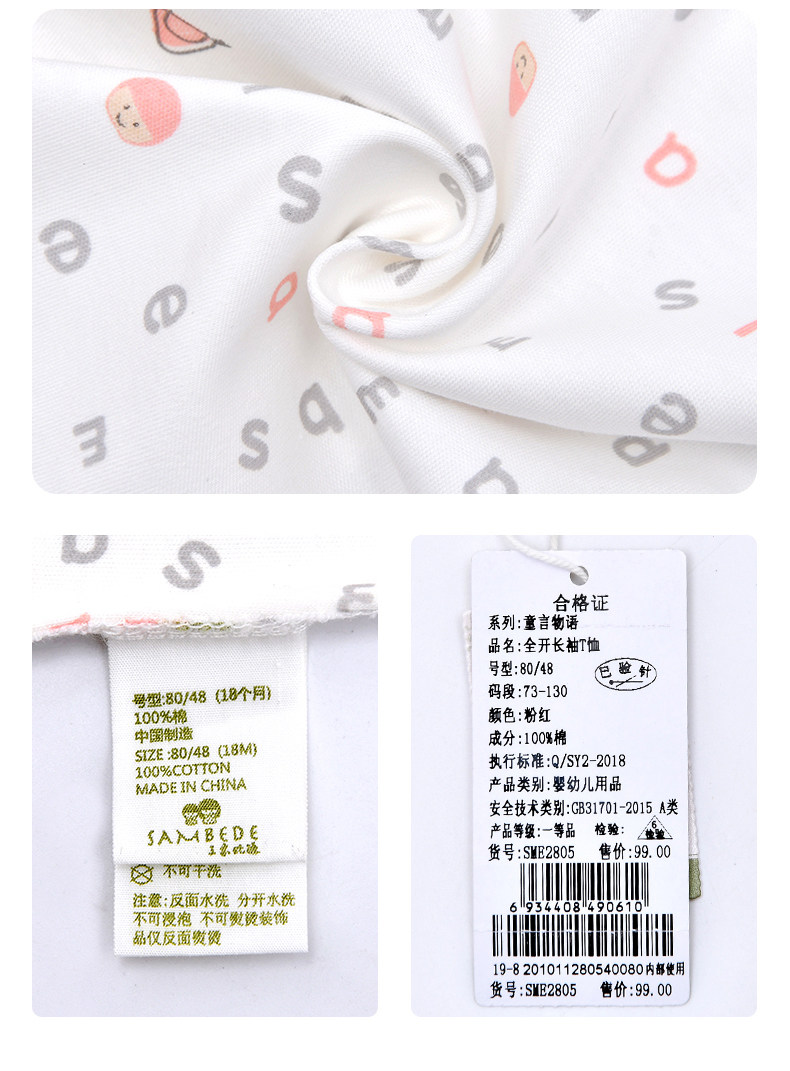 s
a
e
a
e
a
s
m
s
a
m
e
a
a
s
号型:80/48 (18个月)
100%棉
中国制造
SIZE:80/48 (18M)
100%COTTON
MADE IN CHINA
SAMBEDE
不可干洗
注意:反面水洗 分开水洗
不可浸泡 不可熨烫装饰
品仅反面熨烫
合格证
系列:童言物语
品名:全开长袖T恤
号型:80/48
已验针
码段:73-130
颜色:粉红
成分:100%棉
执行标准:Q/SY2-2018
产品类别:婴幼儿用品
安全技术类别:GB31701-2015 A类
产品等级:一等品 检验: 6 检验
货号:SME2805 售价:99.00
6 934408 490610
19-8 201011280540080 内部使用
货号:SME2805 售价:99.00